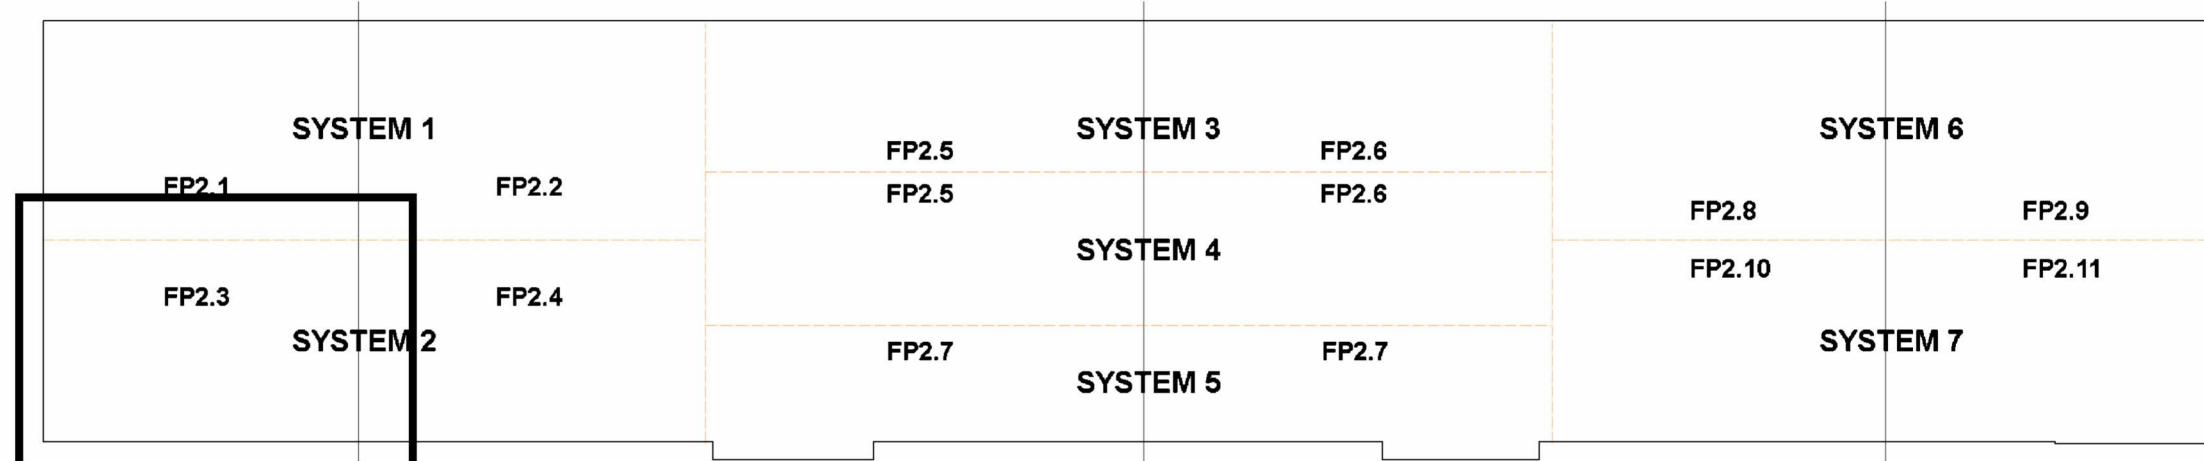 SYSTEM 1
SYSTEM 3
SYSTEM 6
FP2.5
FP2.6
FP2.1
FP2.2
FP2.5
FP2.6
FP2.8
FP2.9
SYSTEM 4
FP2.10
FP2.11
FP2.3
FP2.4
SYSTEM 2
SYSTEM 7
FP2.7
FP2.7
SYSTEM 5